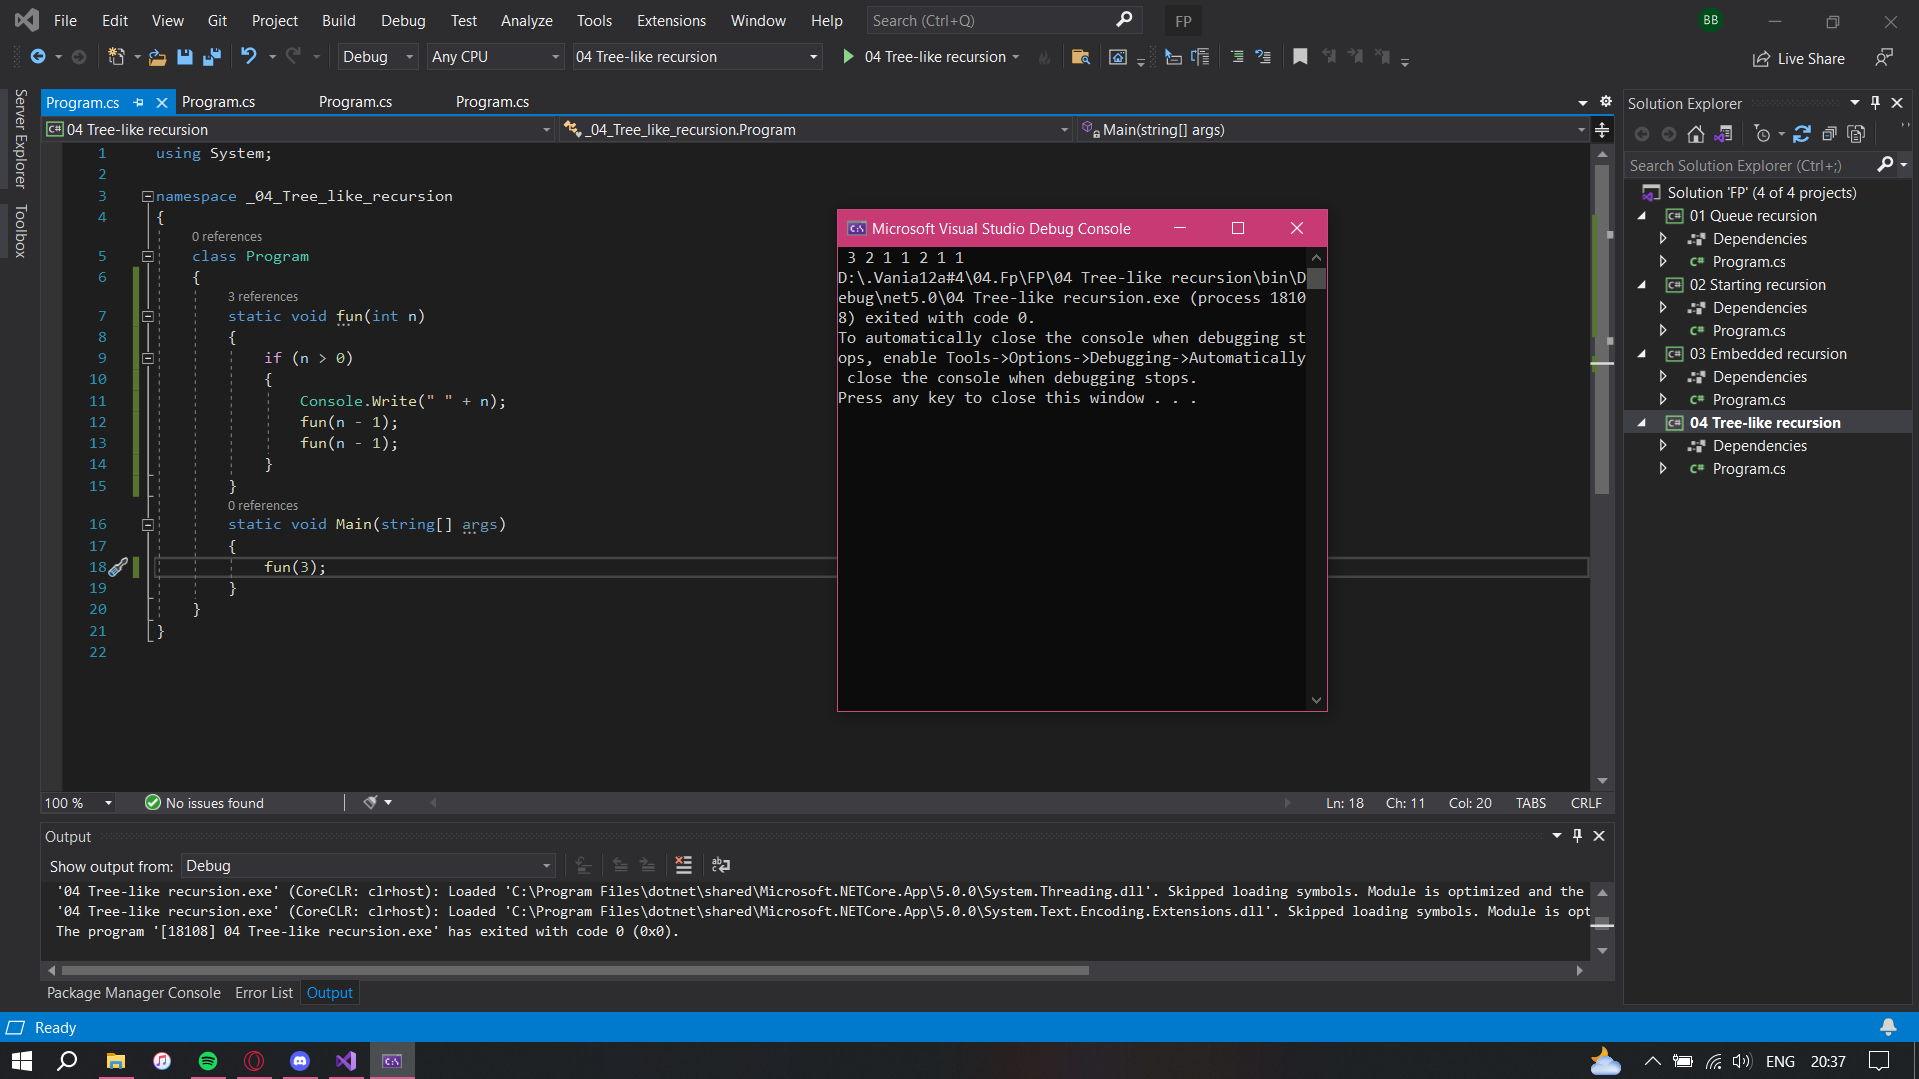 File Edit View Git Project Build Debug Test Analyze Tools Extensions Window Help Search (Ctrl+Q) FP BB
Debug Any CPU 04 Tree-like recursion 04 Tree-like recursion Live Share
Server Explorer
Toolbox
Program.cs Program.cs Program.cs Program.cs
04 Tree-like recursion _04_Tree_like_recursion.Program Main(string[] args)
1 using System;
2
3 namespace _04_Tree_like_recursion
4 {
0 references
5 class Program
6 {
3 references
7 static void fun(int n)
8 {
9 if (n > 0)
10 {
11 Console.Write(" " + n);
12 fun(n - 1);
13 fun(n - 1);
14 }
15 }
0 references
16 static void Main(string[] args)
17 {
18 fun(3);
19 }
20 }
21 }
22
Microsoft Visual Studio Debug Console
3 2 1 1 2 1 1
D:\.Vania12a#4\04.Fp\FP\04 Tree-like recursion\bin\D
ebug\net5.0\04 Tree-like recursion.exe (process 1810
8) exited with code 0.
To automatically close the console when debugging st
ops, enable Tools->Options->Debugging->Automatically
close the console when debugging stops.
Press any key to close this window . . .
Solution Explorer
Search Solution Explorer (Ctrl+;)
Solution 'FP' (4 of 4 projects)
01 Queue recursion
Dependencies
Program.cs
02 Starting recursion
Dependencies
Program.cs
03 Embedded recursion
Dependencies
Program.cs
04 Tree-like recursion
Dependencies
Program.cs
100 % No issues found Ln: 18 Ch: 11 Col: 20 TABS CRLF
Output
Show output from: Debug
'04 Tree-like recursion.exe' (CoreCLR: clrhost): Loaded 'C:\Program Files\dotnet\shared\Microsoft.NETCore.App\5.0.0\System.Threading.dll'. Skipped loading symbols. Module is optimized and the
'04 Tree-like recursion.exe' (CoreCLR: clrhost): Loaded 'C:\Program Files\dotnet\shared\Microsoft.NETCore.App\5.0.0\System.Text.Encoding.Extensions.dll'. Skipped loading symbols. Module is opt
The program '[18108] 04 Tree-like recursion.exe' has exited with code 0 (0x0).
Package Manager Console Error List Output
Ready
ENG 20:37